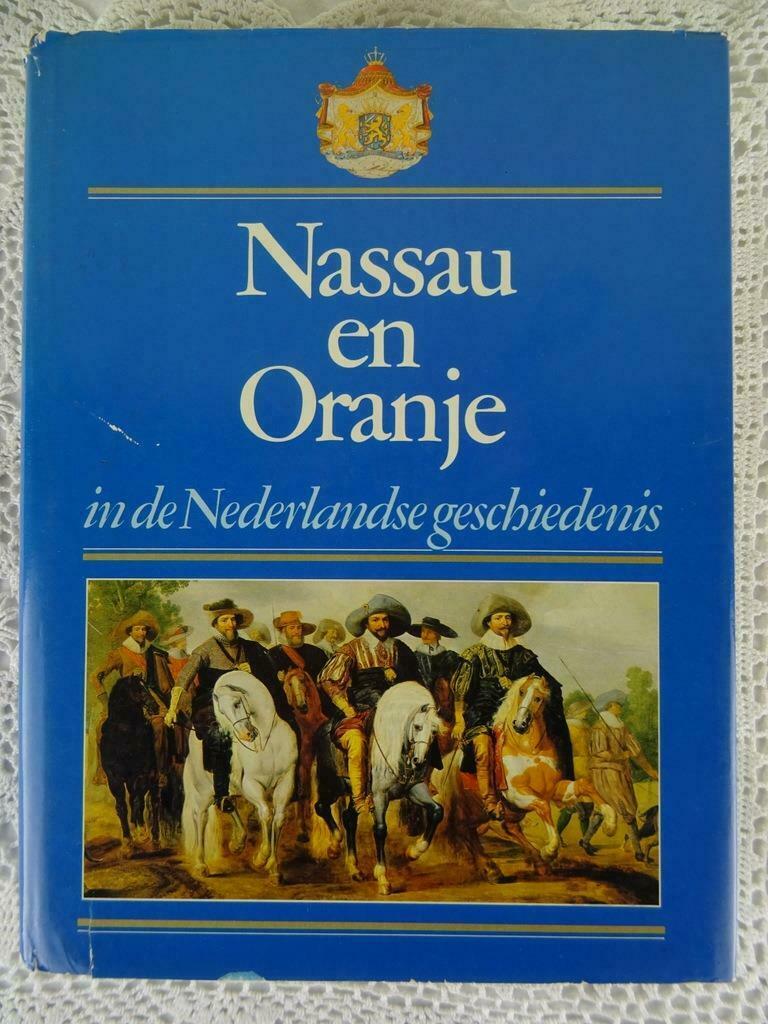 Nassau
en
Oranje
in de Nederlandse geschiedenis